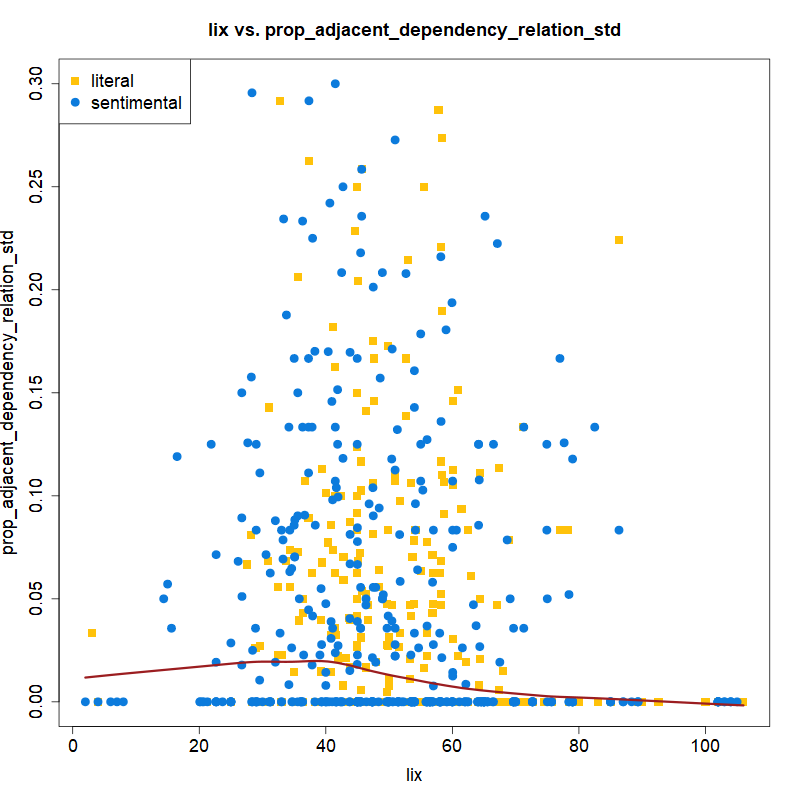 lix vs. prop_adjacent_dependency_relation_std
literal
sentimental
prop_adjacent_dependency_relation_std
0.30
0.25
0.20
0.15
0.10
0.05
0.00
0
20
40
60
80
100
lix